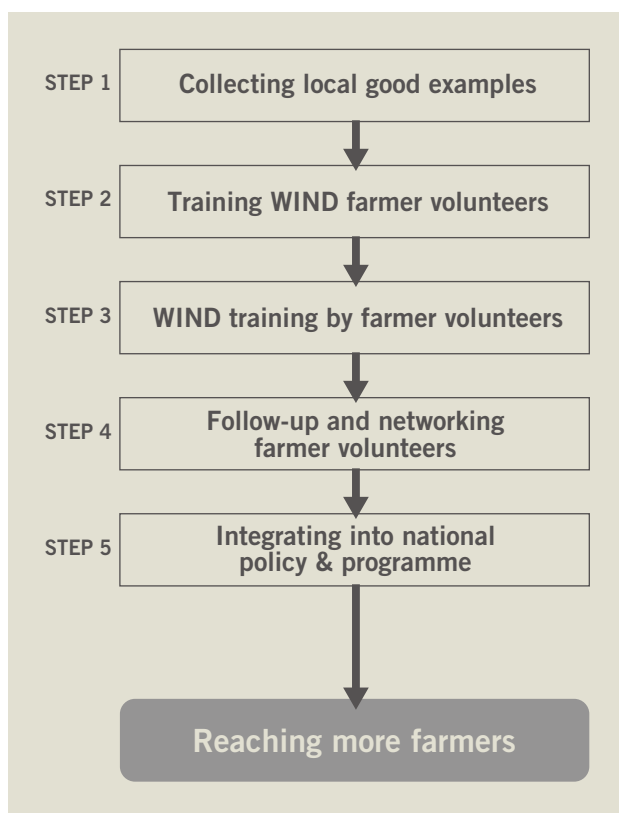 STEP 1
Collecting local good examples
STEP 2
Training WIND farmer volunteers
STEP 3
WIND training by farmer volunteers
STEP 4
Follow-up and networking
farmer volunteers
STEP 5
Integrating into national
policy & programme
Reaching more farmers